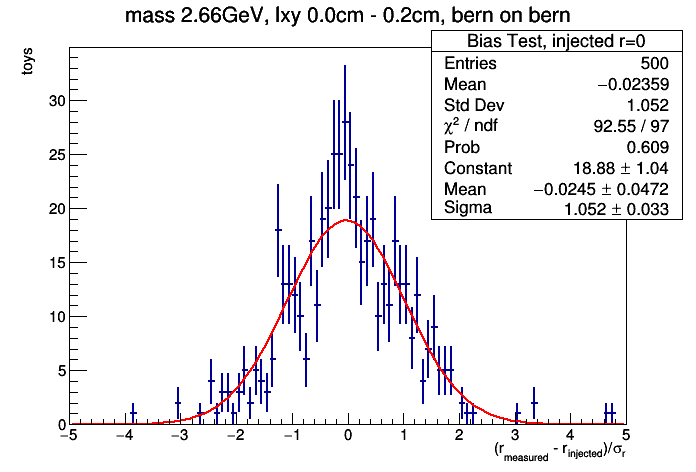 mass 2.66GeV, lxy 0.0cm - 0.2cm, bern on bern
Bias Test, injected r=0
Entries 500
Mean −0.02359
Std Dev 1.052
χ² / ndf 92.55 / 97
Prob 0.609
Constant 18.88 ± 1.04
Mean −0.0245 ± 0.0472
Sigma 1.052 ± 0.033
toys
30
25
20
15
10
5
0
−5 −4 −3 −2 −1 0 1 2 3 4 5
(r_measured - r_injected)/σ_r